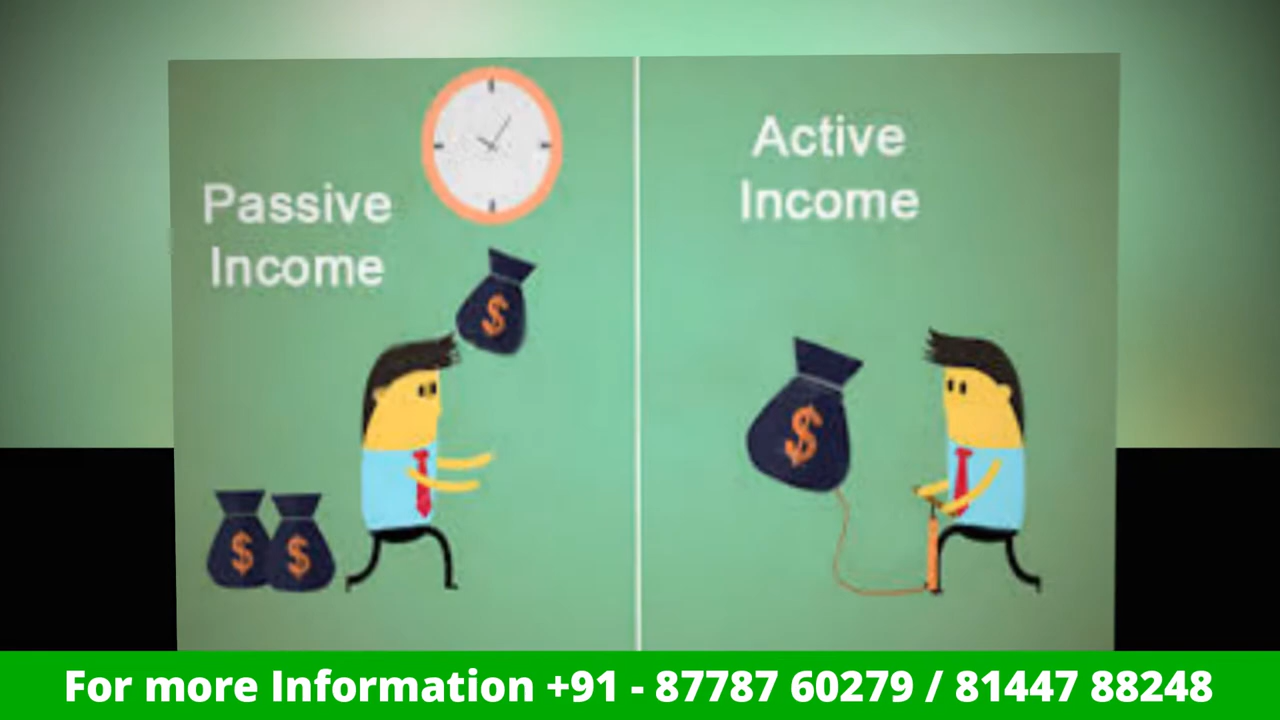 Passive
Income
Active
Income
$
$
$
$
For more Information +91 - 87787 60279 / 81447 88248